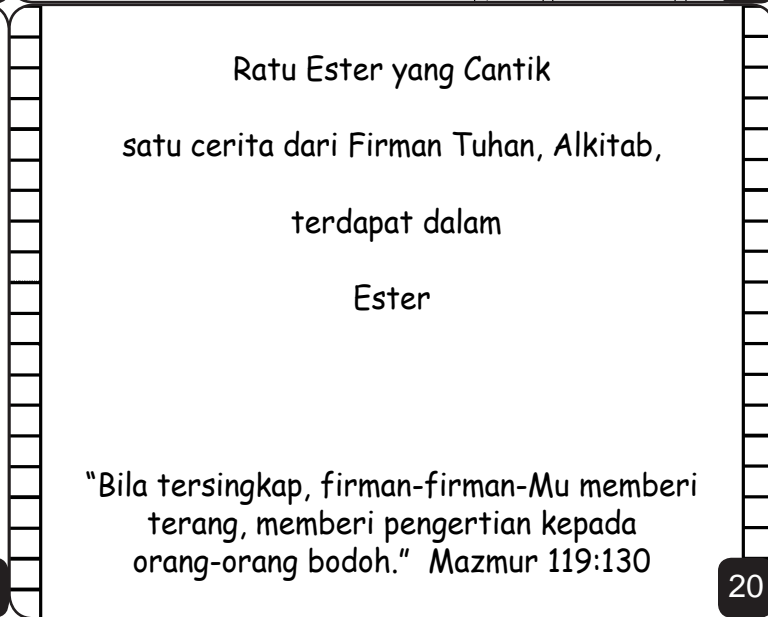 Ratu Ester yang Cantik
satu cerita dari Firman Tuhan, Alkitab,
terdapat dalam
Ester
“Bila tersingkap, firman-firman-Mu memberi
terang, memberi pengertian kepada
orang-orang bodoh.” Mazmur 119:130
20